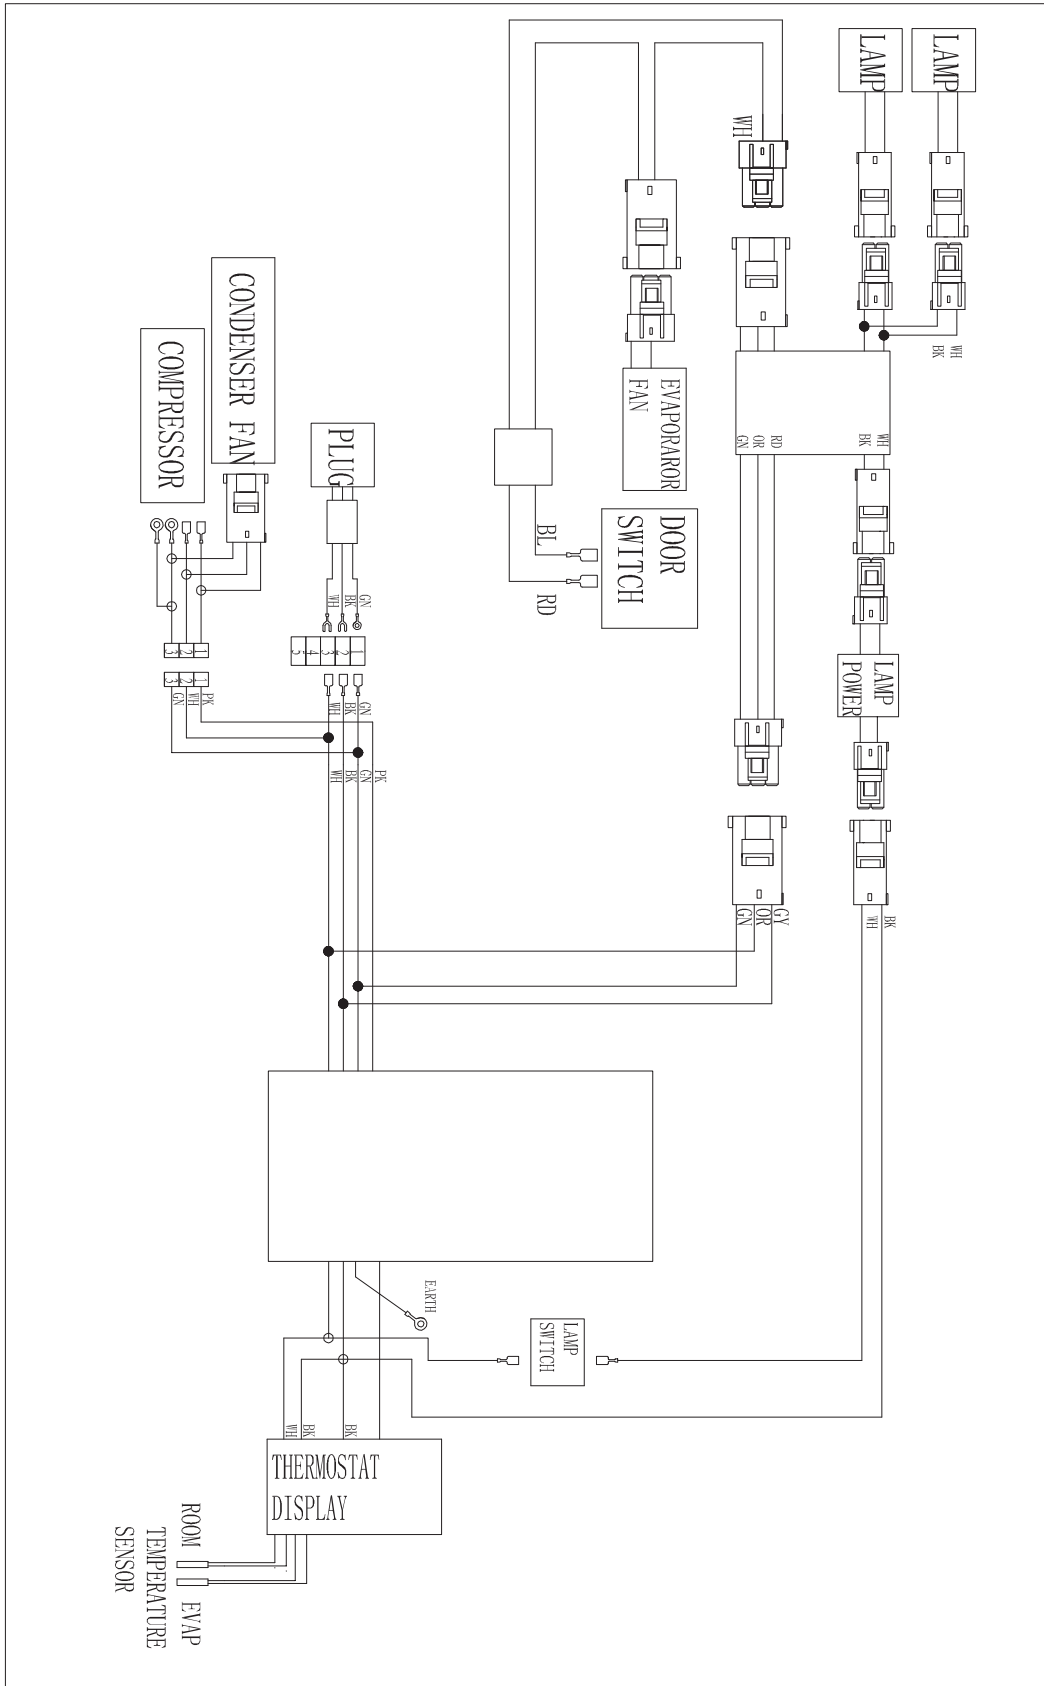 LAMP
LAMP
WH
WH
BK
CONDENSER FAN
COMPRESSOR
PLUG
EVAPORAROR
FAN
RD
OR
GN
WH
BK
DOOR
SWITCH
BL
RD
GN
BK
WH
1
2
3
4
5
1
2
3
1
2
3
PK
WH
GN
GN
BK
WH
PK
GN
BK
WH
LAMP
POWER
GY
OR
GN
BK
WH
EARTH
LAMP
SWITCH
WH
BK
BK
THERMOSTAT
DISPLAY
ROOM EVAP
TEMPERATURE
SENSOR